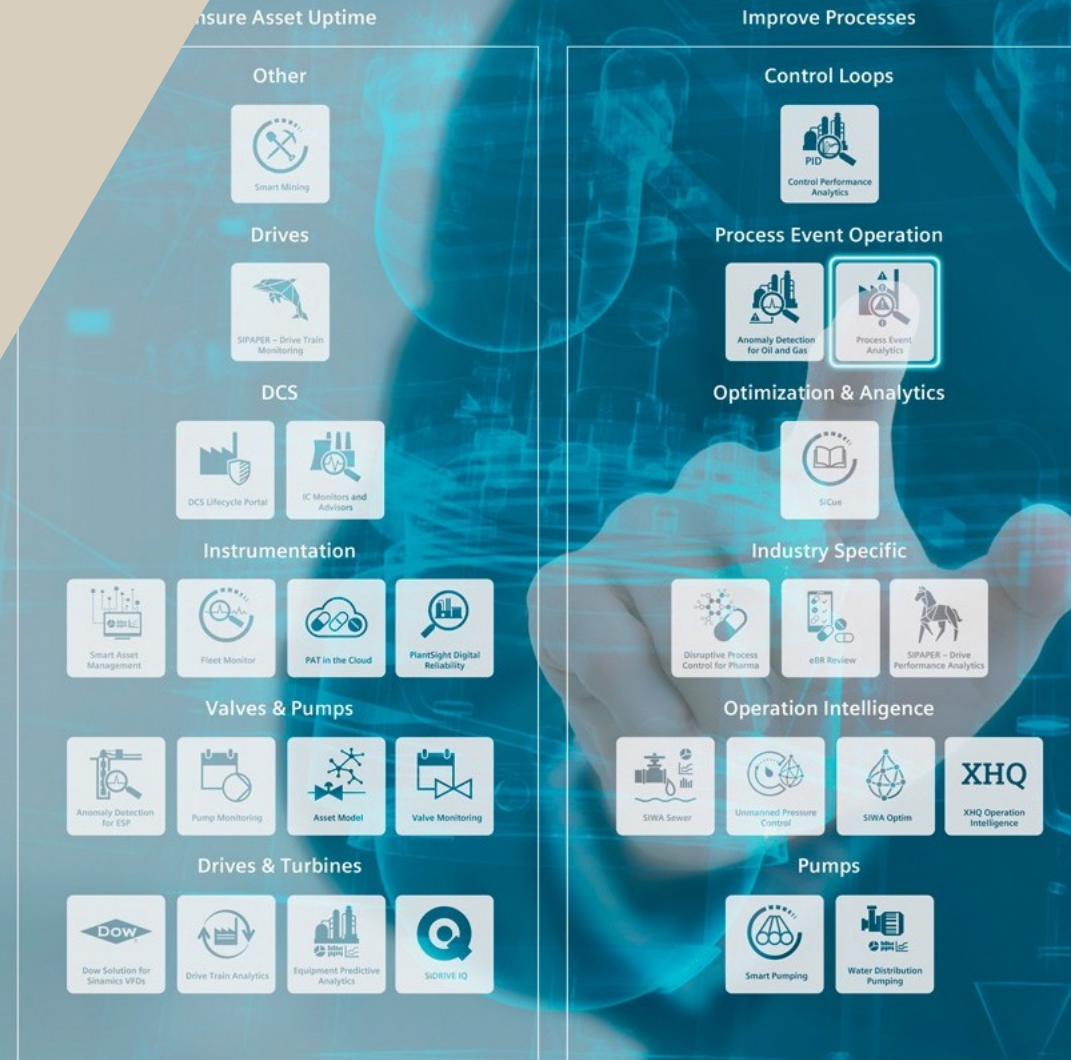 nsure Asset Uptime
Other
Smart Mining
Drives
SIPAPER – Drive Train
Monitoring
DCS
DCS Lifecycle Portal
IC Monitors and
Advisors
Instrumentation
Smart Asset
Management
Fleet Monitor
PAT in the Cloud
PlantSight Digital
Reliability
Valves & Pumps
Anomaly Detection
for ESP
Pump Monitoring
Asset Model
Valve Monitoring
Drives & Turbines
Dow
Dow Solution for
Sinamics VFDs
Drive Train Analytics
Equipment Predictive
Analytics
SIDRIVE IQ
Improve Processes
Control Loops
PID
Control Performance
Analytics
Process Event Operation
Anomaly Detection
for Oil and Gas
Process Event
Analytics
Optimization & Analytics
SiCue
Industry Specific
Disruptive Process
Control for Pharma
eBR Review
SIPAPER – Drive
Performance Analytics
Operation Intelligence
SIWA Sewer
Unmanned Pressure
Control
SIWA Optim
XHQ
XHQ Operation
Intelligence
Pumps
Smart Pumping
Water Distribution
Pumping